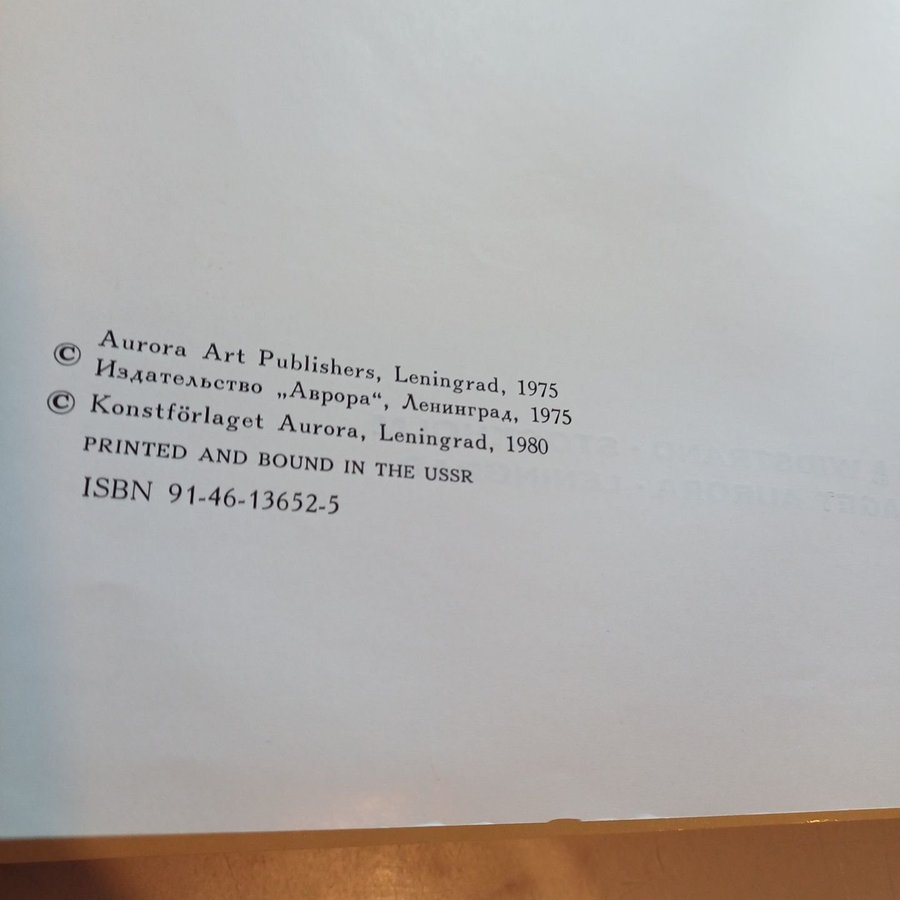 © Aurora Art Publishers, Leningrad, 1975
Издательство „Аврора“, Ленинград, 1975
© Konstförlaget Aurora, Leningrad, 1980
PRINTED AND BOUND IN THE USSR
ISBN 91-46-13652-5